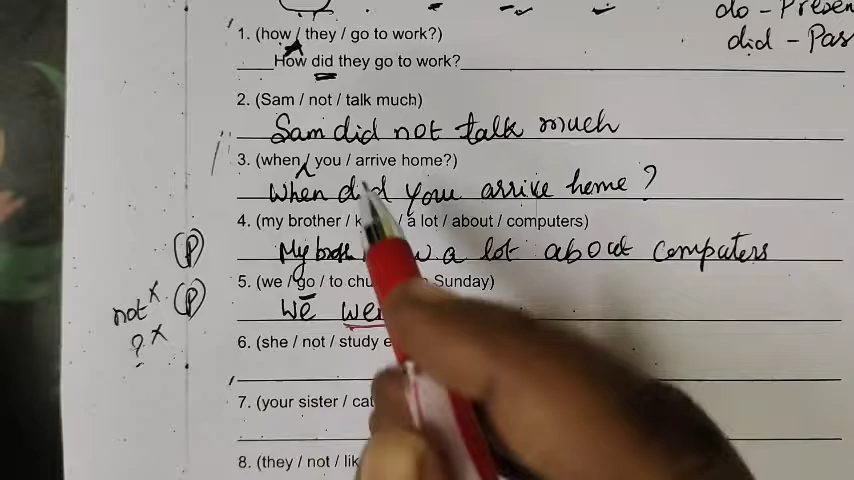 do - Presen
did - Pas
1. (how / they / go to work?)
How did they go to work?
2. (Sam / not / talk much)
Sam did not talk much
3. (when / you / arrive home?)
When did you arrive home ?
4. (my brother / k / a lot / about / computers)
P My w a lot about computers
5. (we / go / to chu Sunday)
not x P We wen
? x
6. (she / not / study e
7. (your sister / cat
8. (they / not / lik